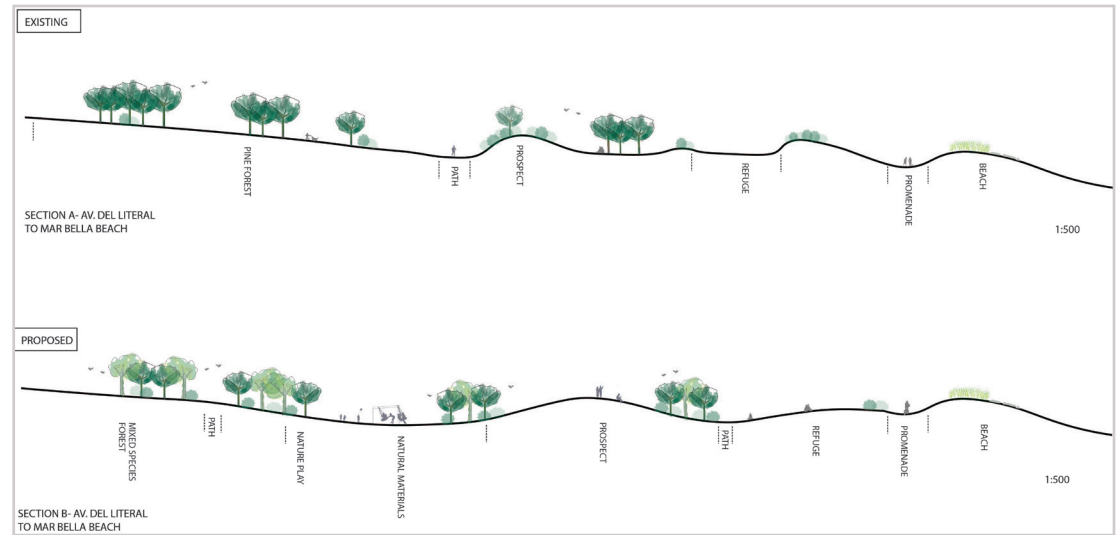 EXISTING
PINE FOREST
PATH
PROSPECT
REFUGE
PROMENADE
BEACH
SECTION A- AV. DEL LITERAL
TO MAR BELLA BEACH
1:500
PROPOSED
MIXED SPECIES
FOREST
PATH
NATURE PLAY
NATURAL MATERIALS
PROSPECT
PATH
REFUGE
PROMENADE
BEACH
1:500
SECTION B- AV. DEL LITERAL
TO MAR BELLA BEACH